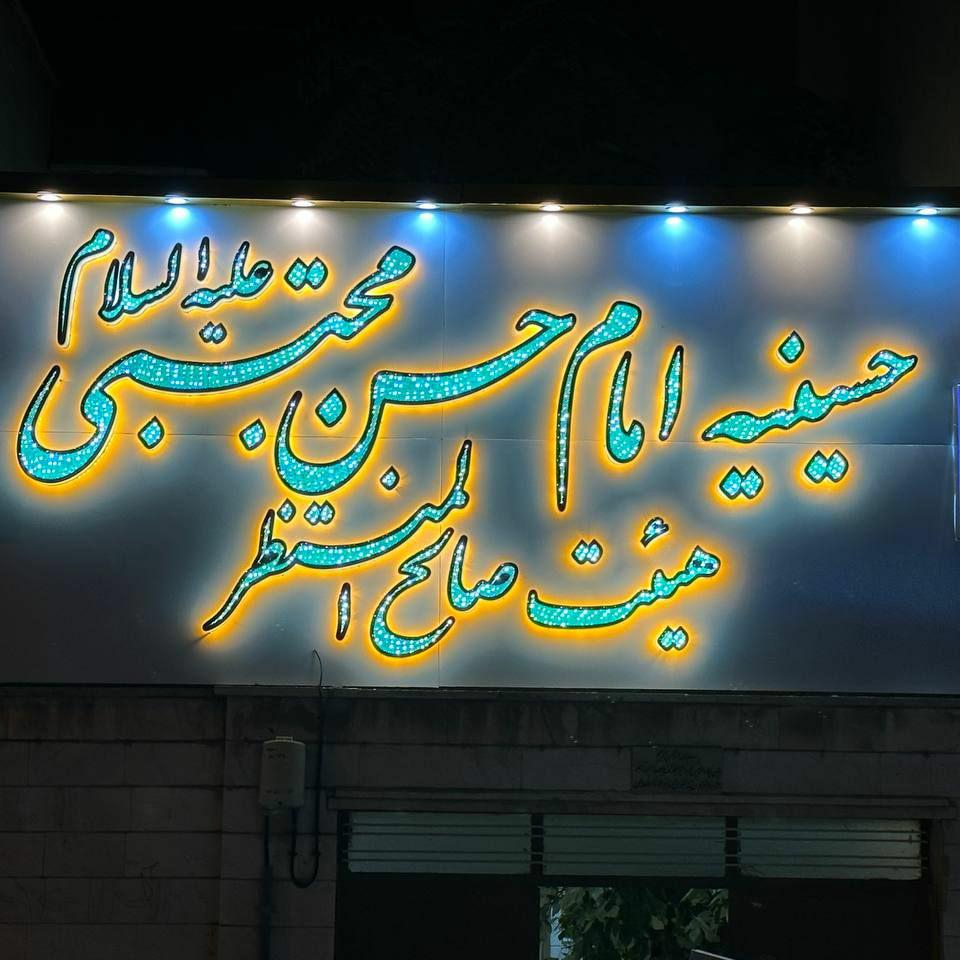 حسینیه امام حسن مجتبی علیه السلام
هیئت صالح المنتظر